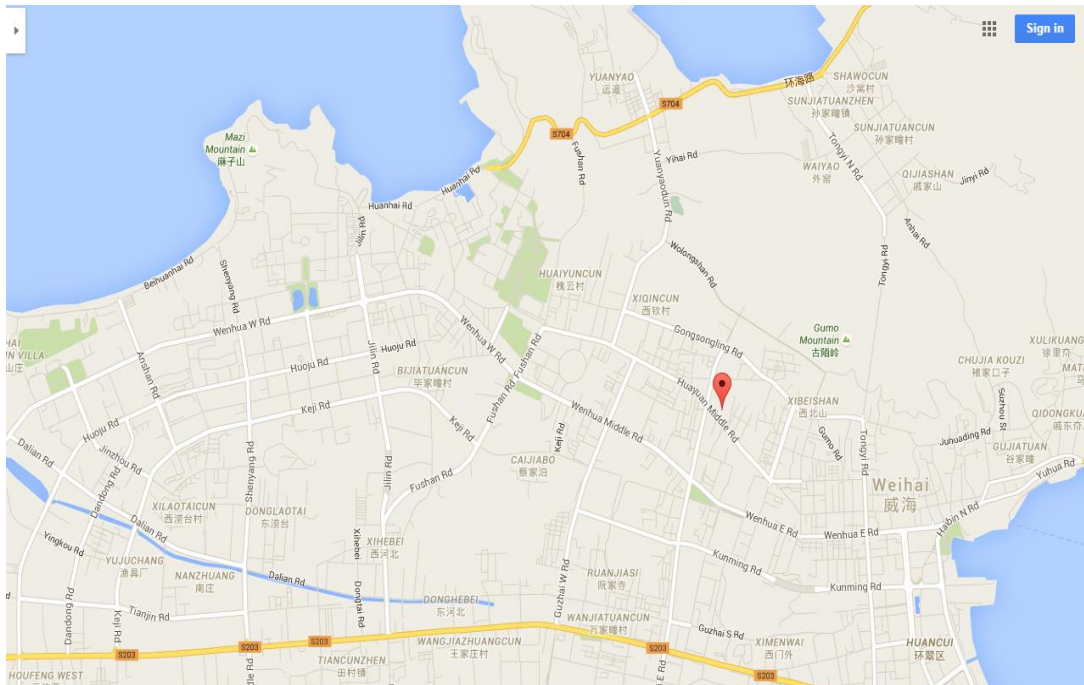 Sign in
YUANYAO
远遥
环海路
SHAWOCUN
沙窝村
S704
SUNJIATUANZHEN
孙家疃镇
S704
SUNJIATUANCUN
孙家疃村
Mazi
Mountain
麻子山
Fushan Rd
Yuanyaodun Rd
Yihai Rd
WAIYAO
外窑
Tongyi N Rd
QIJIASHAN
戚家山
Jinyi Rd
Huanhai Rd
Huanhai Rd
Jilin Rd
Anhai Rd
Beihuanhai Rd
Shenyang Rd
HUAIYUNCUN
槐云村
Wolongshan Rd
Tongyi Rd
XIQINCUN
西钦村
Wenhua W Rd
Wenhua W Rd
Gongsongling Rd
Gumo
Mountain
古陌岭
XULIKUANG
CHUJIA KOUZI
褚家口子
N VILLA
山庄
Anshan Rd
Huoju Rd
Huoju Rd
Jilin Rd
BIJIATUANCUN
毕家疃村
Fushan Rd
Fushan Rd
Huayuan Middle Rd
XIBEISHAN
西北山
Suzhou St
Keji Rd
Keji Rd
Wenhua Middle Rd
Keji Rd
Gumo Rd
Juhuading Rd
QIDONGKU
GUJIATUAN
谷家疃
Huoju Rd
Jinzhou Rd
Dalian Rd
Dandong Rd
Shenyang Rd
Jilin Rd
Fushan Rd
CAIJIABO
蔡家泊
Tongyi Rd
Weihai
威海
Yuhua Rd
XILAOTAICUN
西涝台村
DONGLAOTAI
东涝台
Haibin N Rd
Dalian Rd
Yingkou Rd
Xihebei
XIHEBEI
西河北
Wenhua E Rd
Wenhua E Rd
YUJUCHANG
渔具厂
NANZHUANG
南庄
Dalian Rd
RUANJIASI
阮家寺
Kunming Rd
Kunming Rd
Dandong Rd
Keji Rd
Tianjin Rd
Dongtai Rd
DONGHEBEI
东河北
Guzhai W Rd
WANJIATUANCUN
万家疃村
Guzhai S Rd
S203
S203
S203
S203
S203
WANGJIAZHUANGCUN
王家庄村
XIMENWAI
西门外
HUANCUI
环翠区
TIANCUNZHEN
田村镇
HOUFENG WEST
E Rd